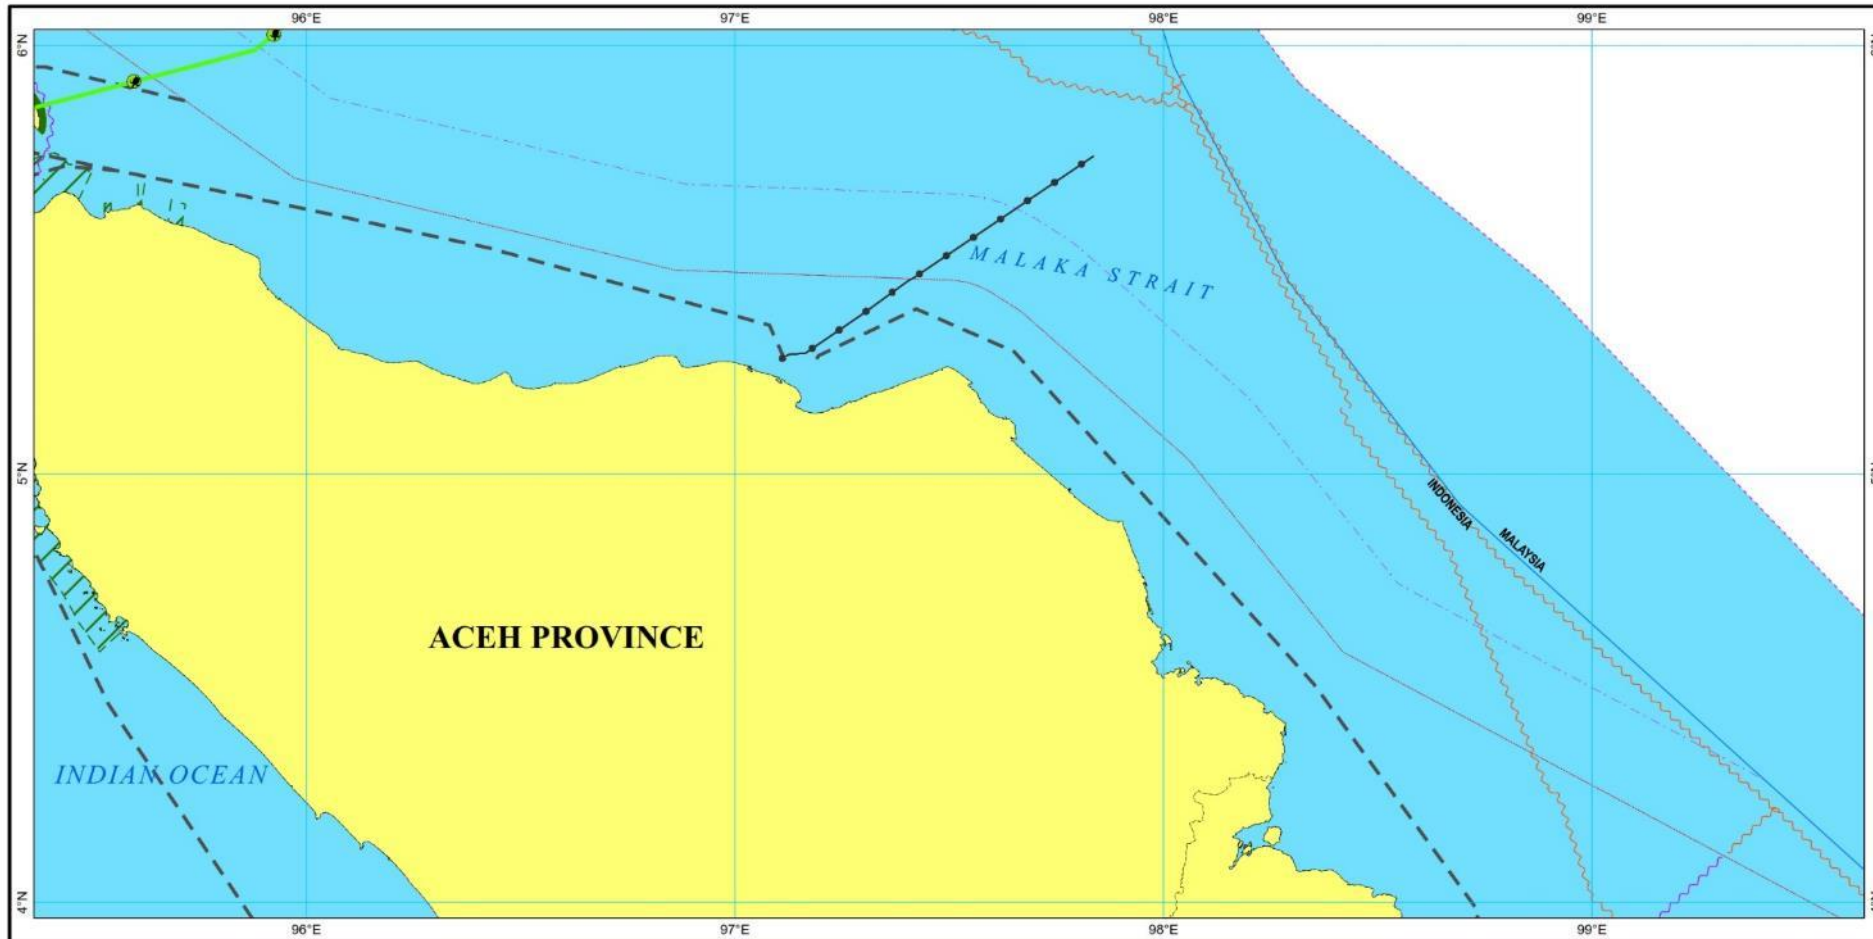 96°E 97°E 98°E 99°E
6°N
MALAKA STRAIT
5°N
INDONESIA
MALAYSIA
ACEH PROVINCE
INDIAN OCEAN
4°N
96°E 97°E 98°E 99°E